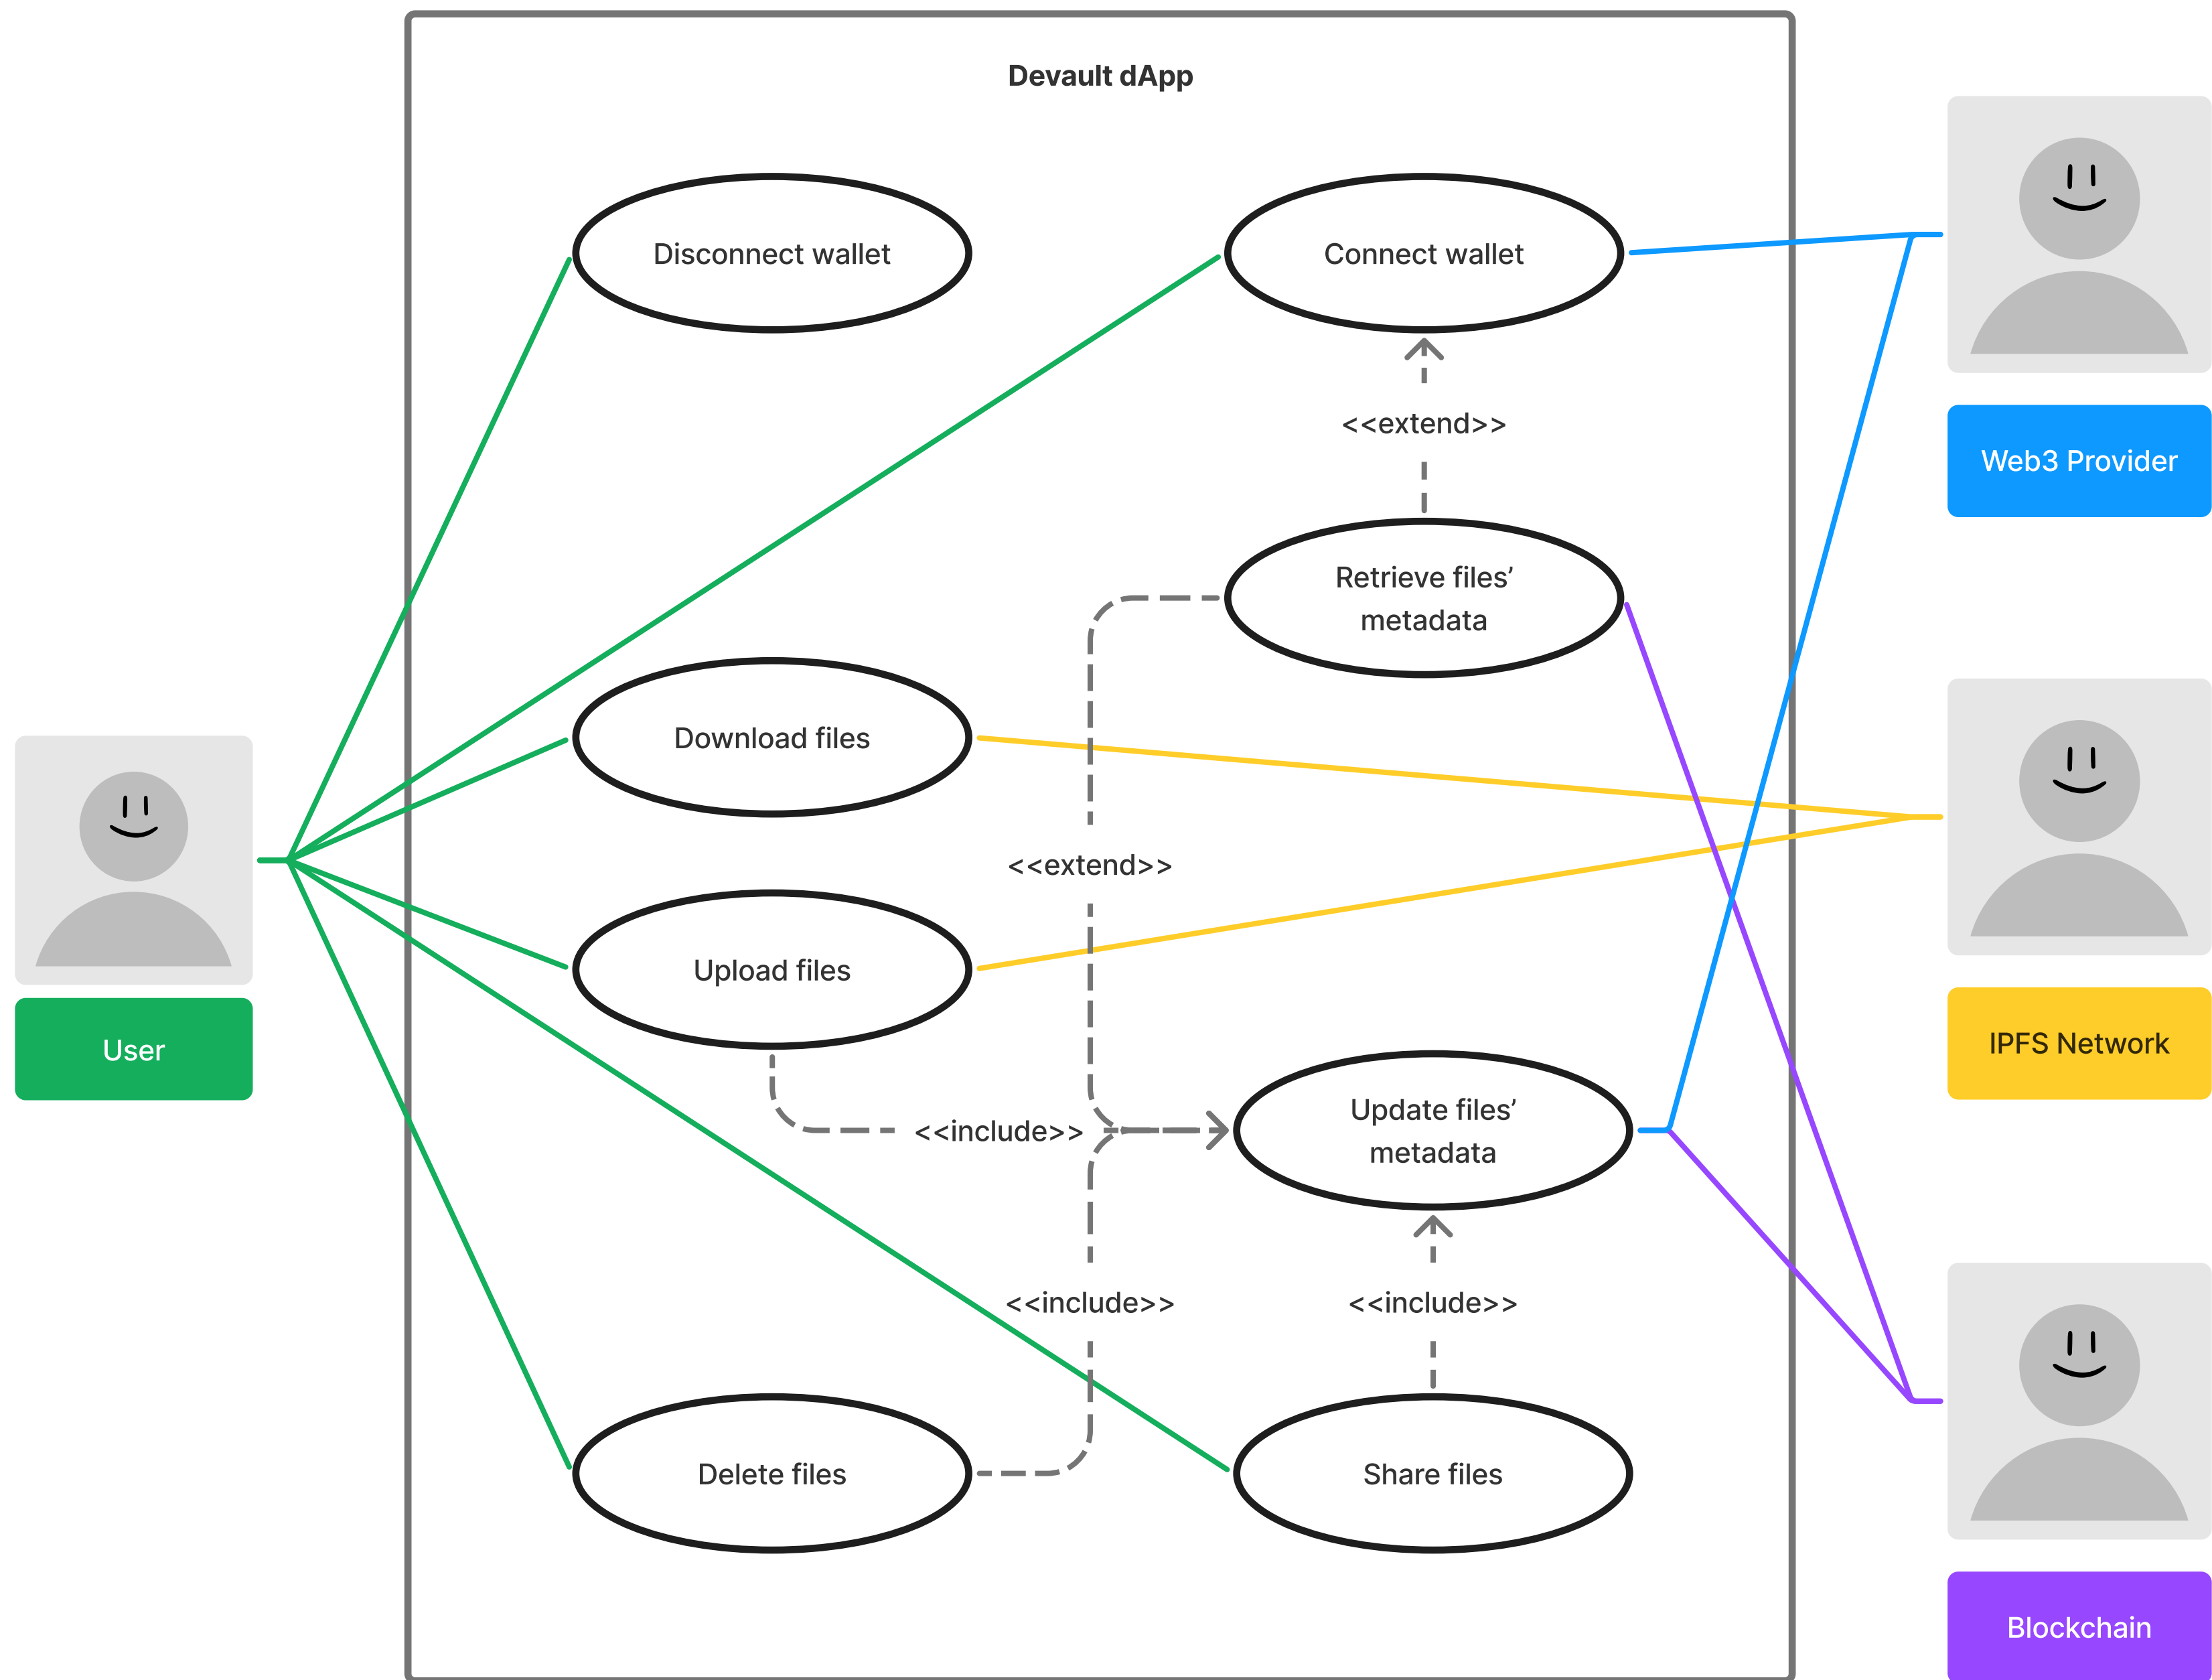 Devault dApp
Disconnect wallet
Connect wallet
<<extend>>
Web3 Provider
Retrieve files’
metadata
Download files
<<extend>>
Upload files
User
IPFS Network
Update files’
metadata
<<include>>
<<include>>
<<include>>
Delete files
Share files
Blockchain